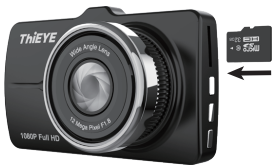 ThiEYE
Wide Angle Lens
12 Mega Pixel F1.8
1080P Full HD